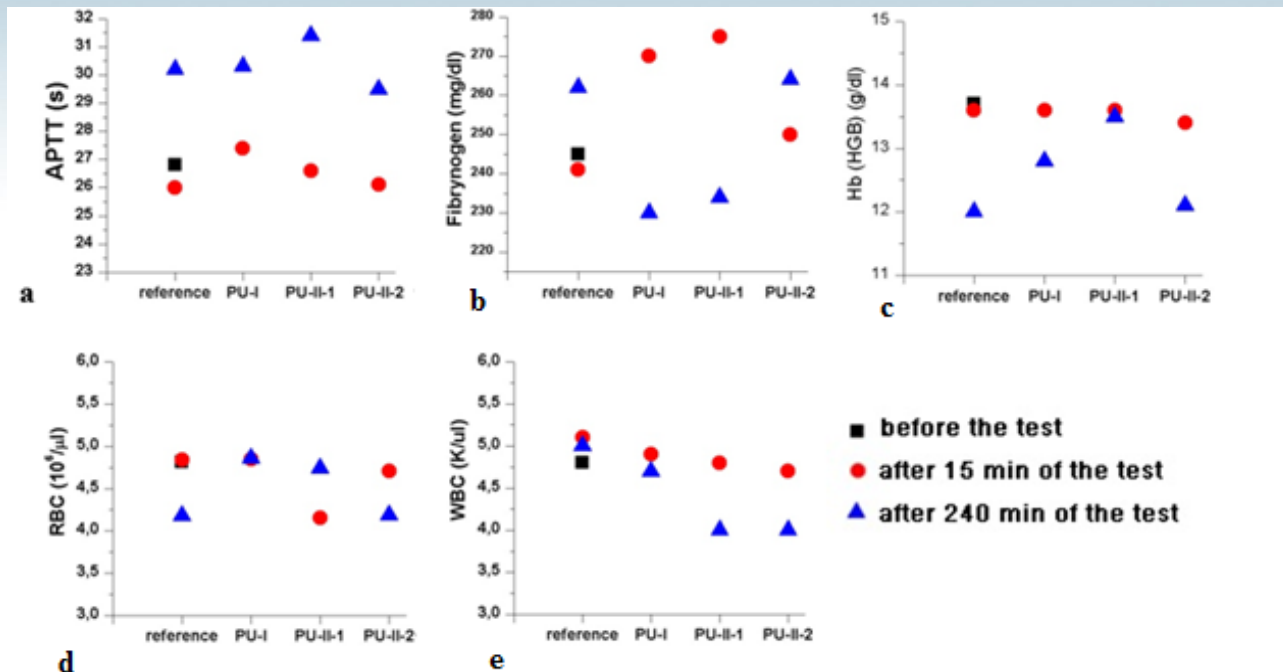 APTT (s)
32
31
30
29
28
27
26
25
24
23
reference PU-I PU-II-1 PU-II-2
a
Fibrynogen (mg/dl)
280
270
260
250
240
230
220
reference PU-I PU-II-1 PU-II-2
b
Hb (HGB) (g/dl)
15
14
13
12
11
reference PU-I PU-II-1 PU-II-2
c
RBC (10⁶/µl)
6,0
5,5
5,0
4,5
4,0
3,5
3,0
reference PU-I PU-II-1 PU-II-2
d
WBC (K/ul)
6,0
5,5
5,0
4,5
4,0
3,5
3,0
reference PU-I PU-II-1 PU-II-2
e
before the test
after 15 min of the test
after 240 min of the test